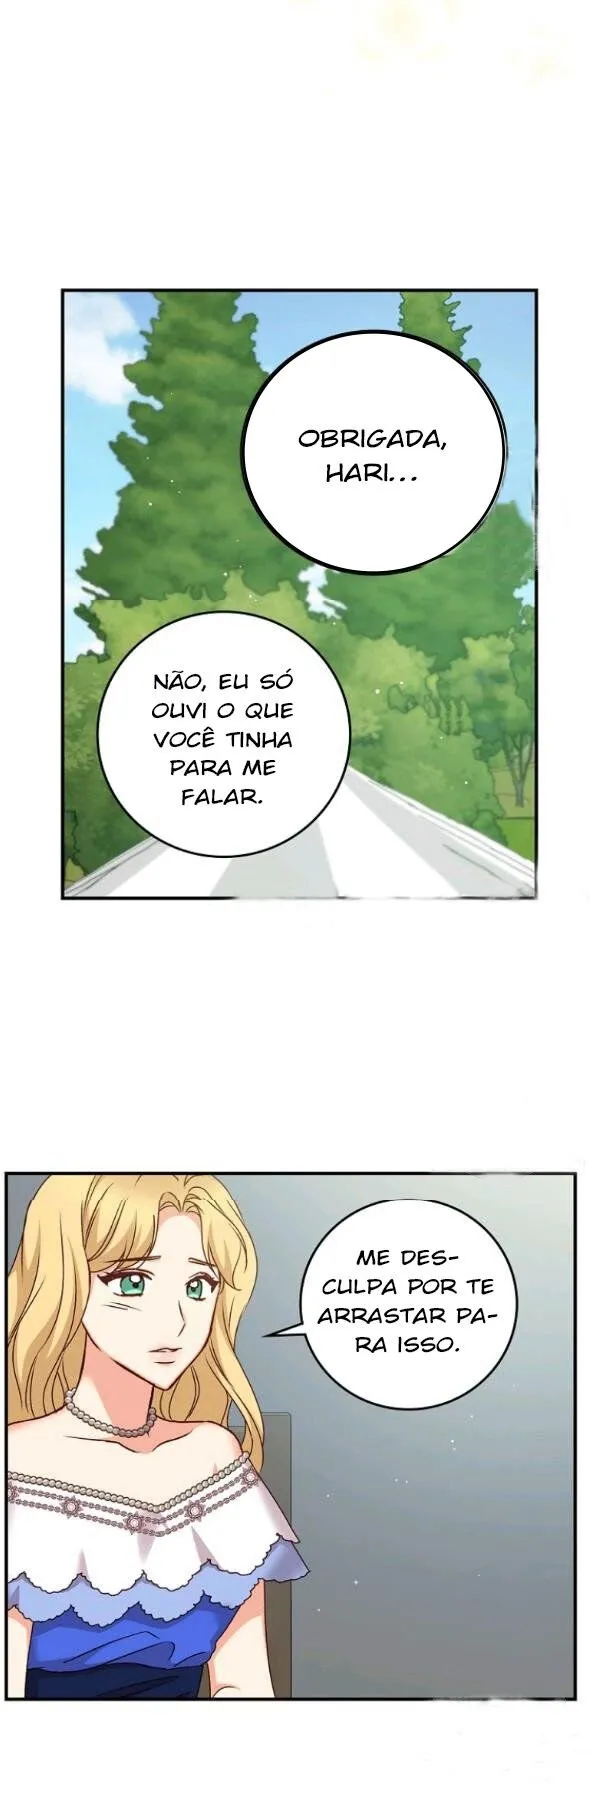 OBRIGADA,
HARI...
NÃO, EU SÓ
OUVI O QUE
VOCÊ TINHA
PARA ME
FALAR.
ME DES-
CULPA POR TE
ARRASTAR PA-
RA ISSO.